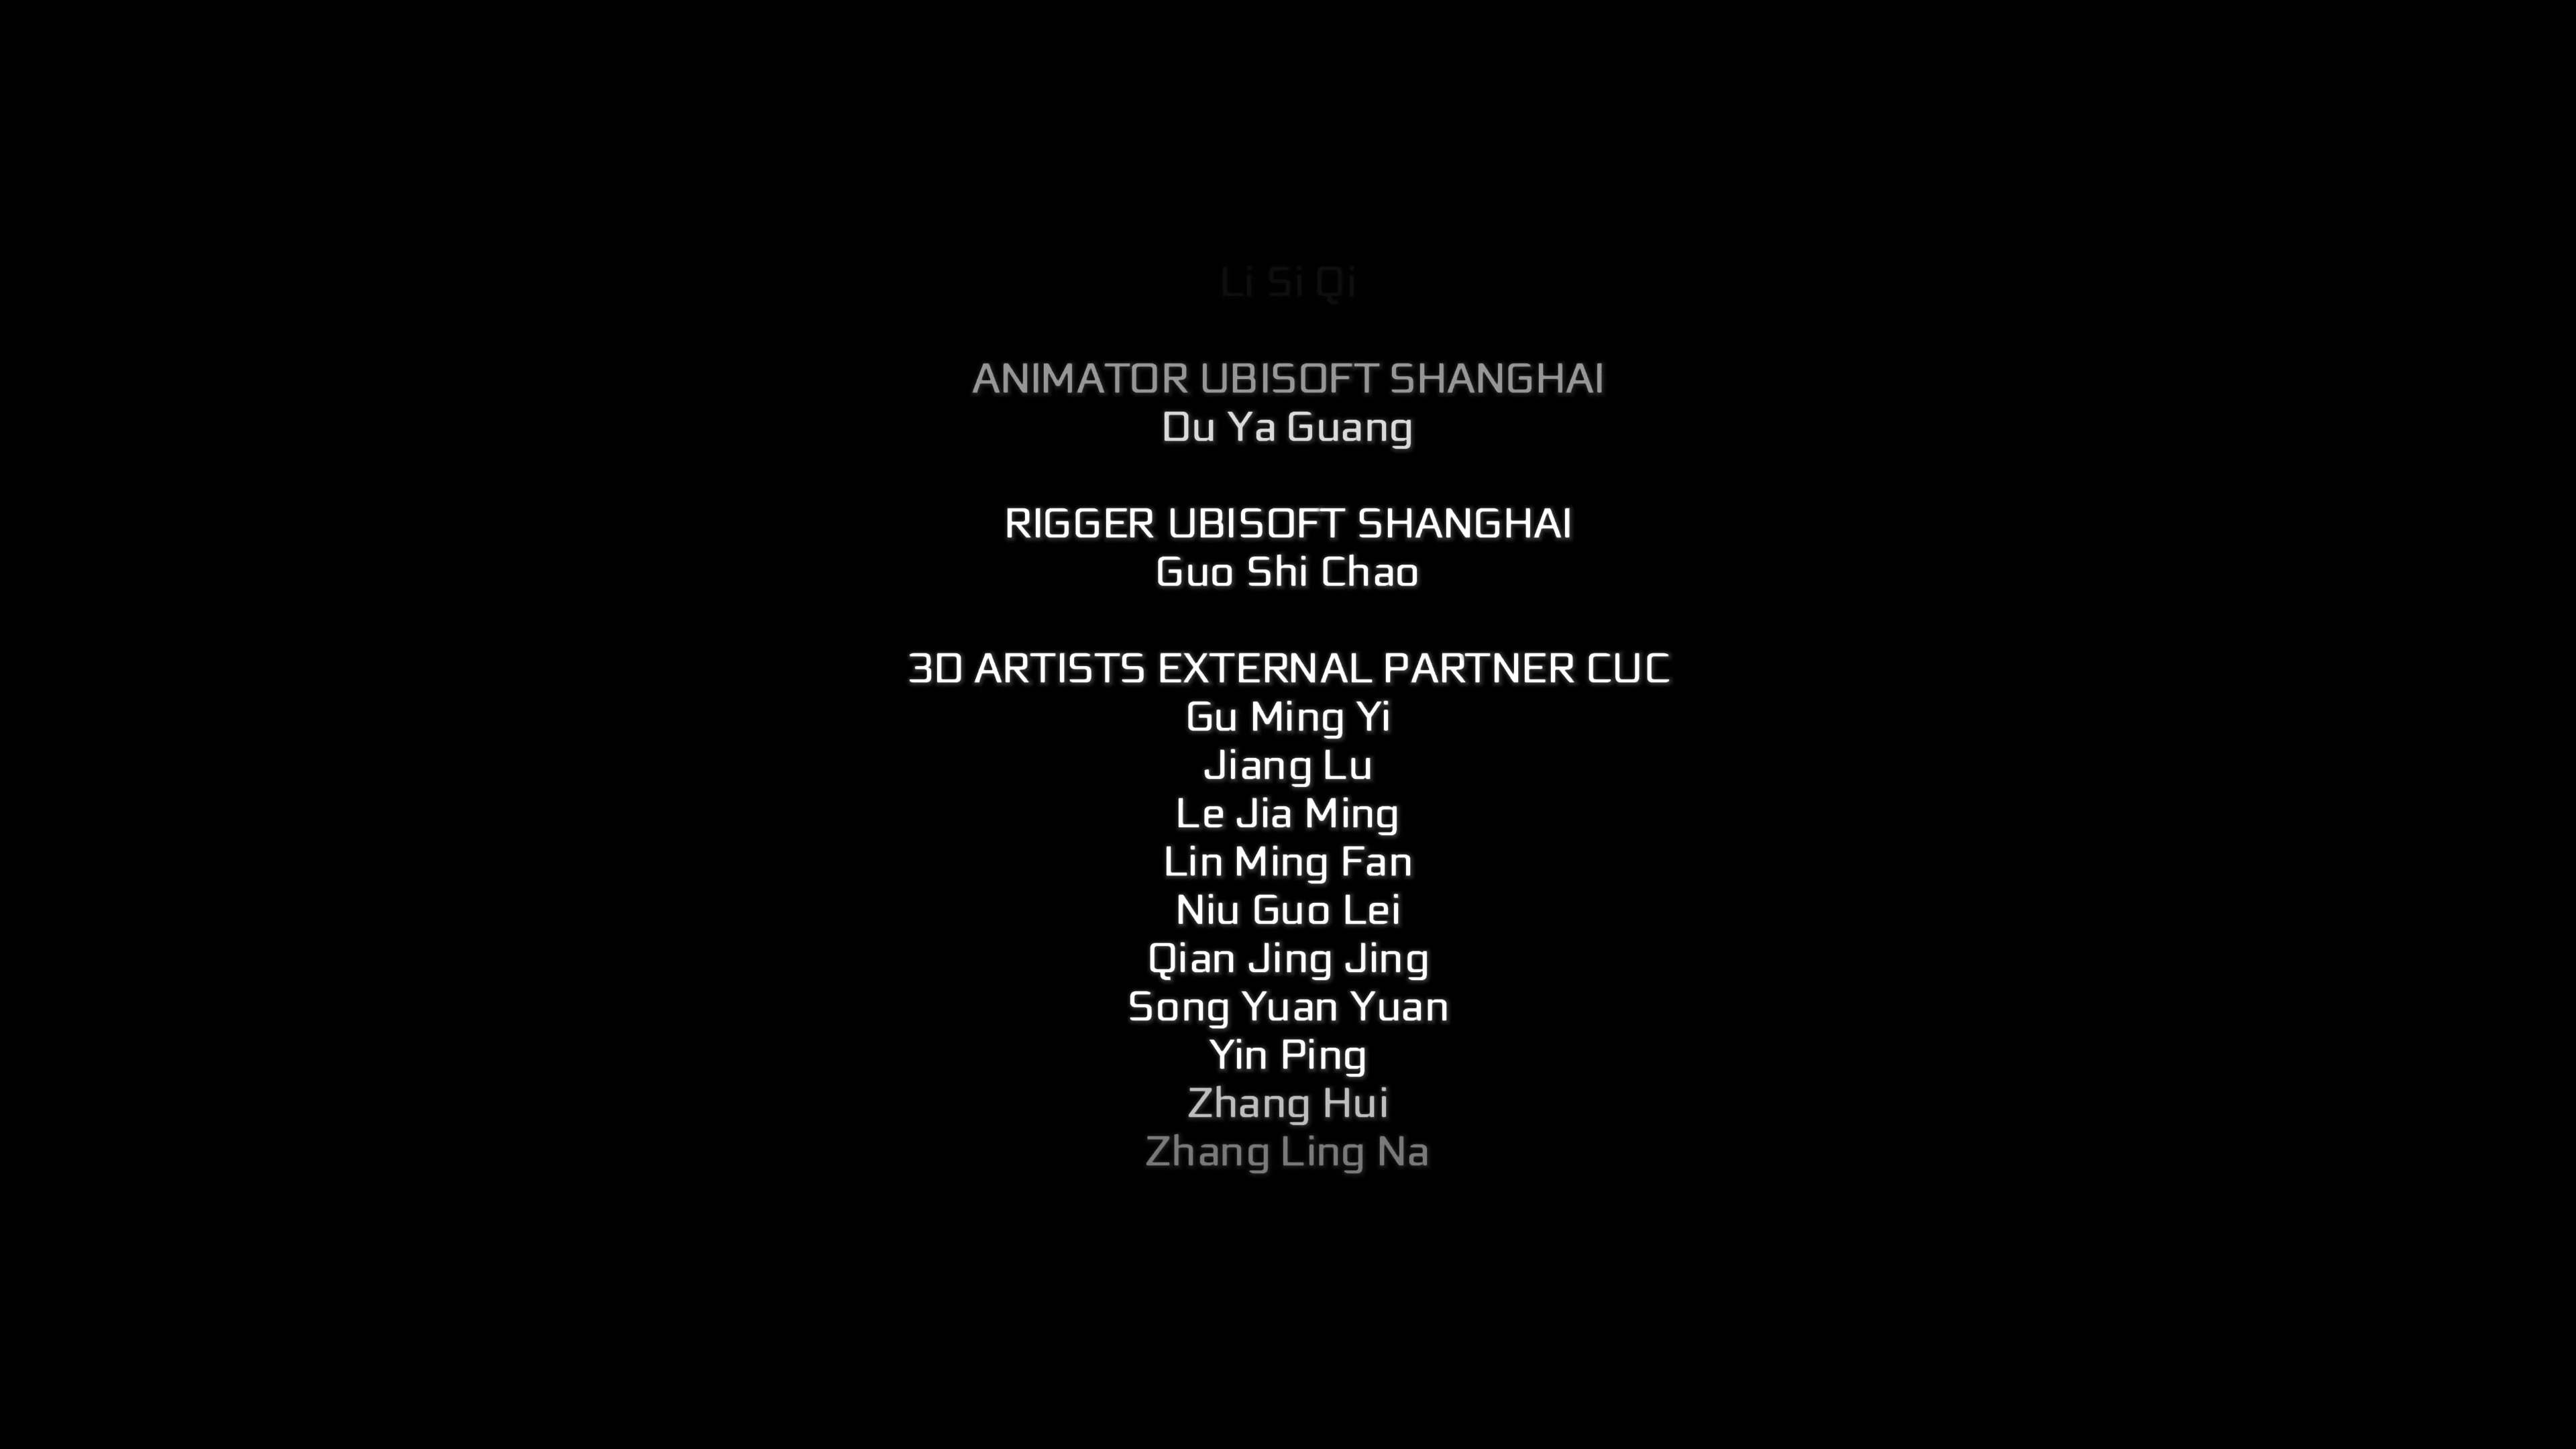 Li Si Qi
ANIMATOR UBISOFT SHANGHAI
Du Ya Guang
RIGGER UBISOFT SHANGHAI
Guo Shi Chao
3D ARTISTS EXTERNAL PARTNER CUC
Gu Ming Yi
Jiang Lu
Le Jia Ming
Lin Ming Fan
Niu Guo Lei
Qian Jing Jing
Song Yuan Yuan
Yin Ping
Zhang Hui
Zhang Ling Na